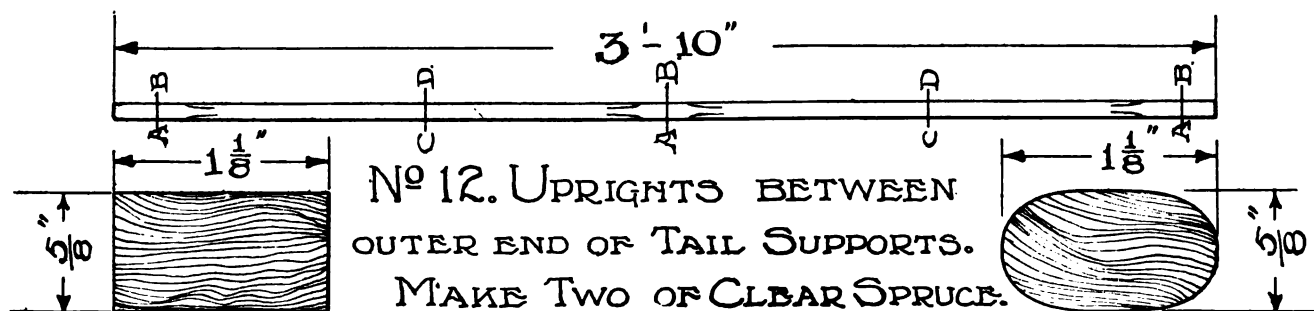 3'-10"
B D. B D B.
A C A C A
1 1/8" 1 1/8"
Nº 12. UPRIGHTS BETWEEN
OUTER END OF TAIL SUPPORTS.
MAKE TWO OF CLEAR SPRUCE.
5/8" 5/8"